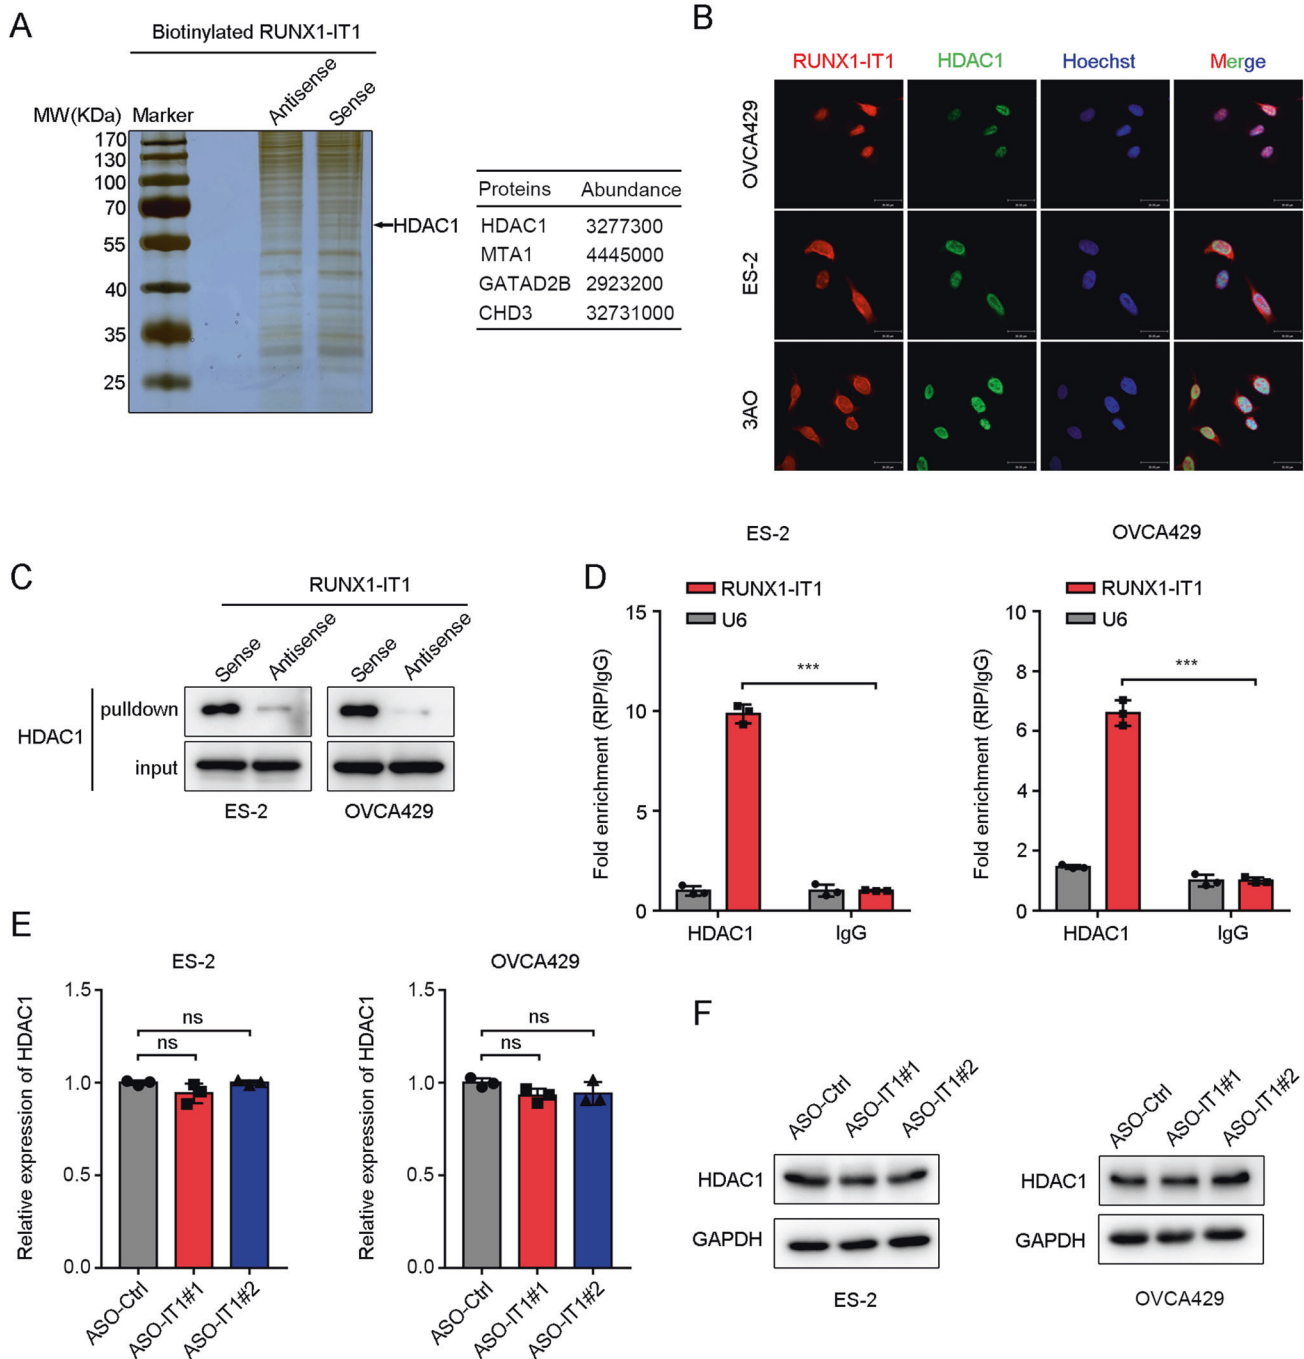 A
Biotinylated RUNX1-IT1
Antisense
Sense
MW(KDa) Marker
170
130
100
70
55
40
35
25
HDAC1
Proteins Abundance
HDAC1 3277300
MTA1 4445000
GATAD2B 2923200
CHD3 32731000
B
RUNX1-IT1 HDAC1 Hoechst Merge
OVCA429
ES-2
3AO
C
RUNX1-IT1
Sense Antisense Sense Antisense
HDAC1
pulldown
input
ES-2 OVCA429
D
ES-2
RUNX1-IT1
U6
Fold enrichment (RIP/IgG)
15
10
5
0
***
HDAC1 IgG
OVCA429
RUNX1-IT1
U6
Fold enrichment (RIP/IgG)
10
8
6
4
2
0
***
HDAC1 IgG
E
ES-2
Relative expression of HDAC1
1.5
1.0
0.5
0.0
ns
ns
ASO-Ctrl
ASO-IT1#1
ASO-IT1#2
OVCA429
Relative expression of HDAC1
1.5
1.0
0.5
0.0
ns
ns
ASO-Ctrl
ASO-IT1#1
ASO-IT1#2
F
ASO-Ctrl
ASO-IT1#1
ASO-IT1#2
HDAC1
GAPDH
ES-2
ASO-Ctrl
ASO-IT1#1
ASO-IT1#2
HDAC1
GAPDH
OVCA429